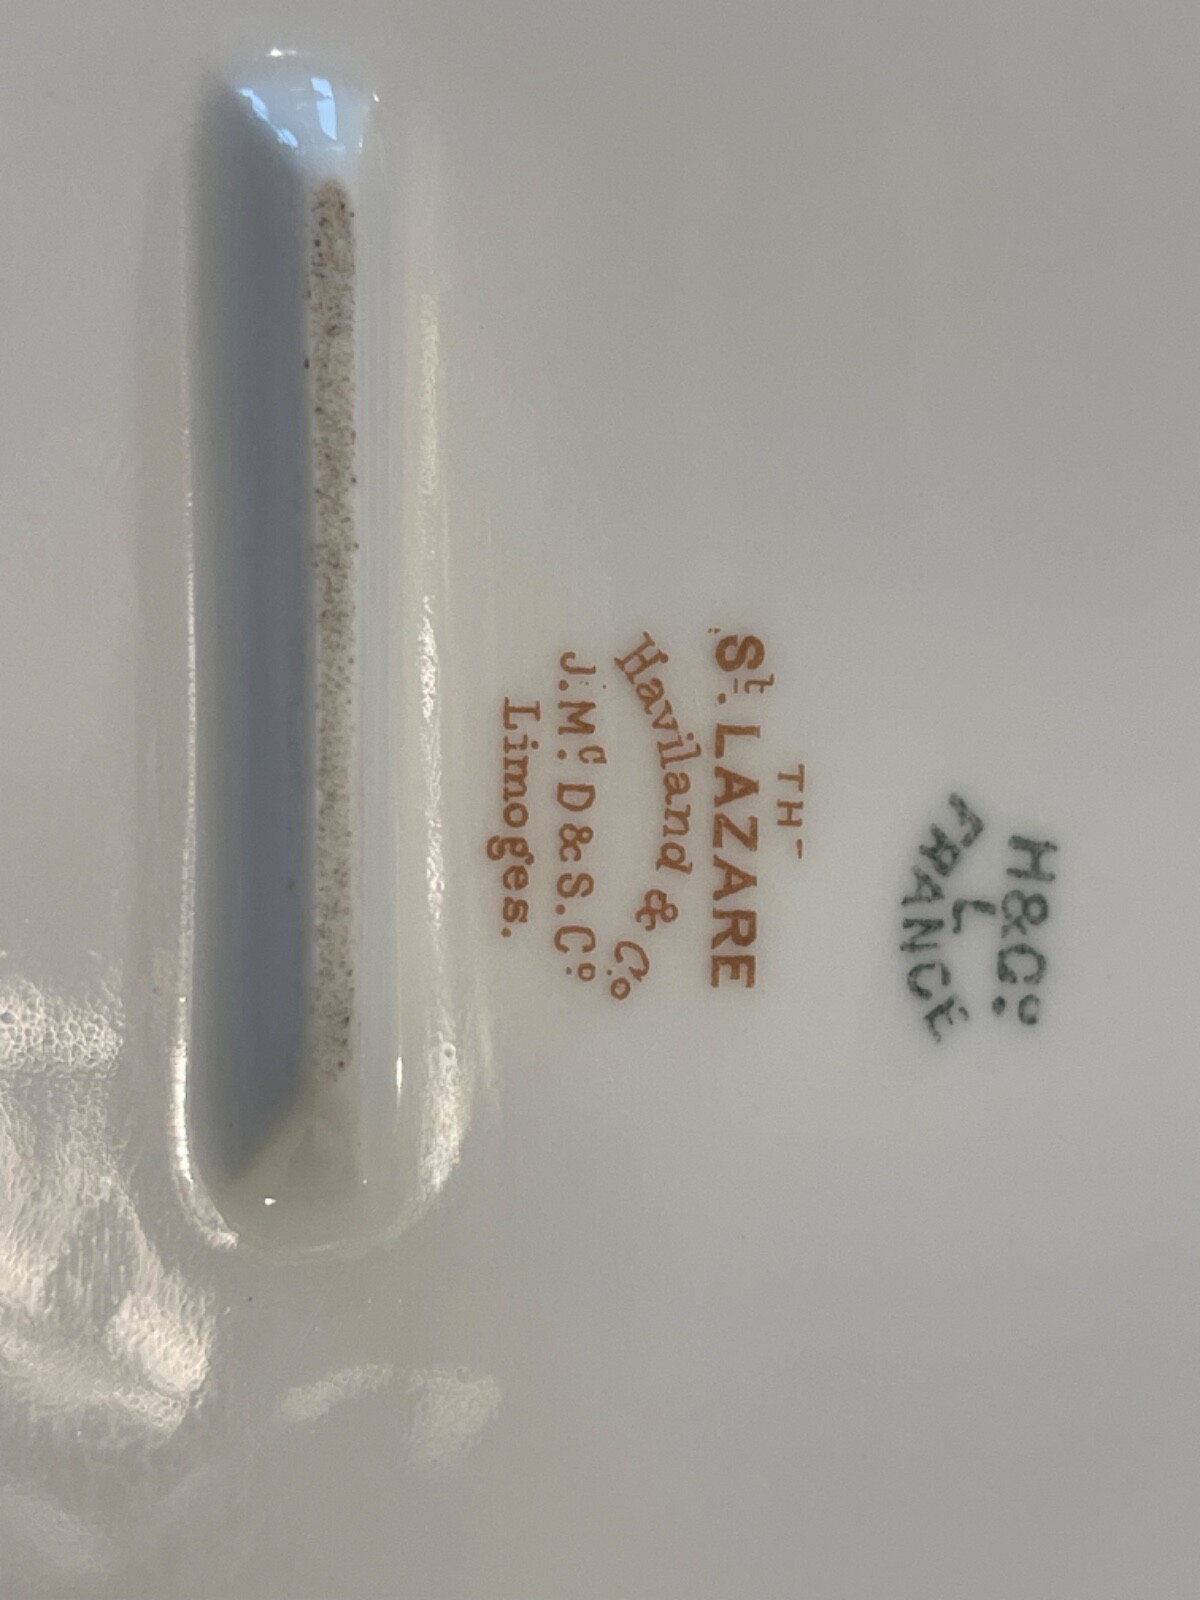 H&Co.
L
FRANCE
TH-
St. LAZARE
Haviland & Co
J. Mc. D & S. Co
Limoges.